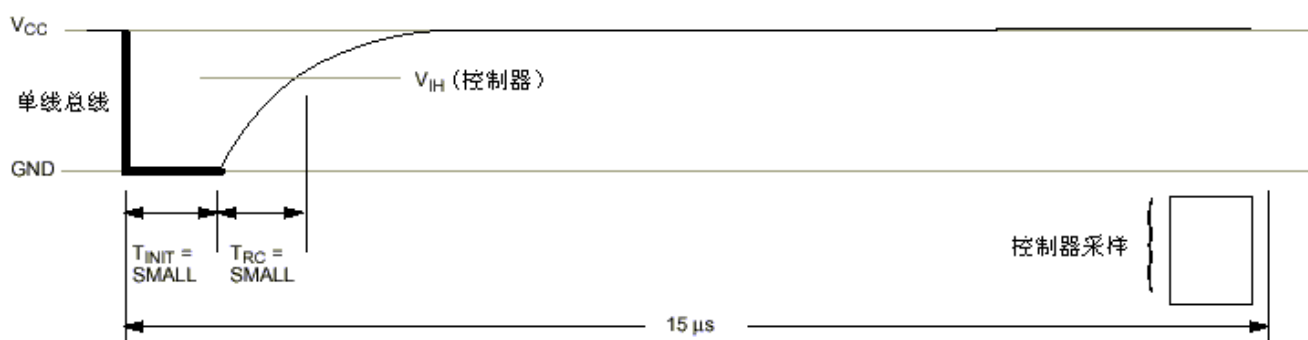 VCC
VIH (控制器)
单线总线
GND
TINIT =
SMALL
TRC =
SMALL
控制器采样
15 μs